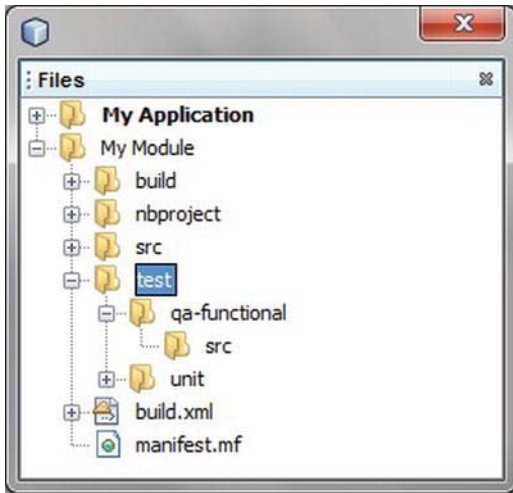 Files
My Application
My Module
build
nbproject
src
test
qa-functional
src
unit
build.xml
manifest.mf